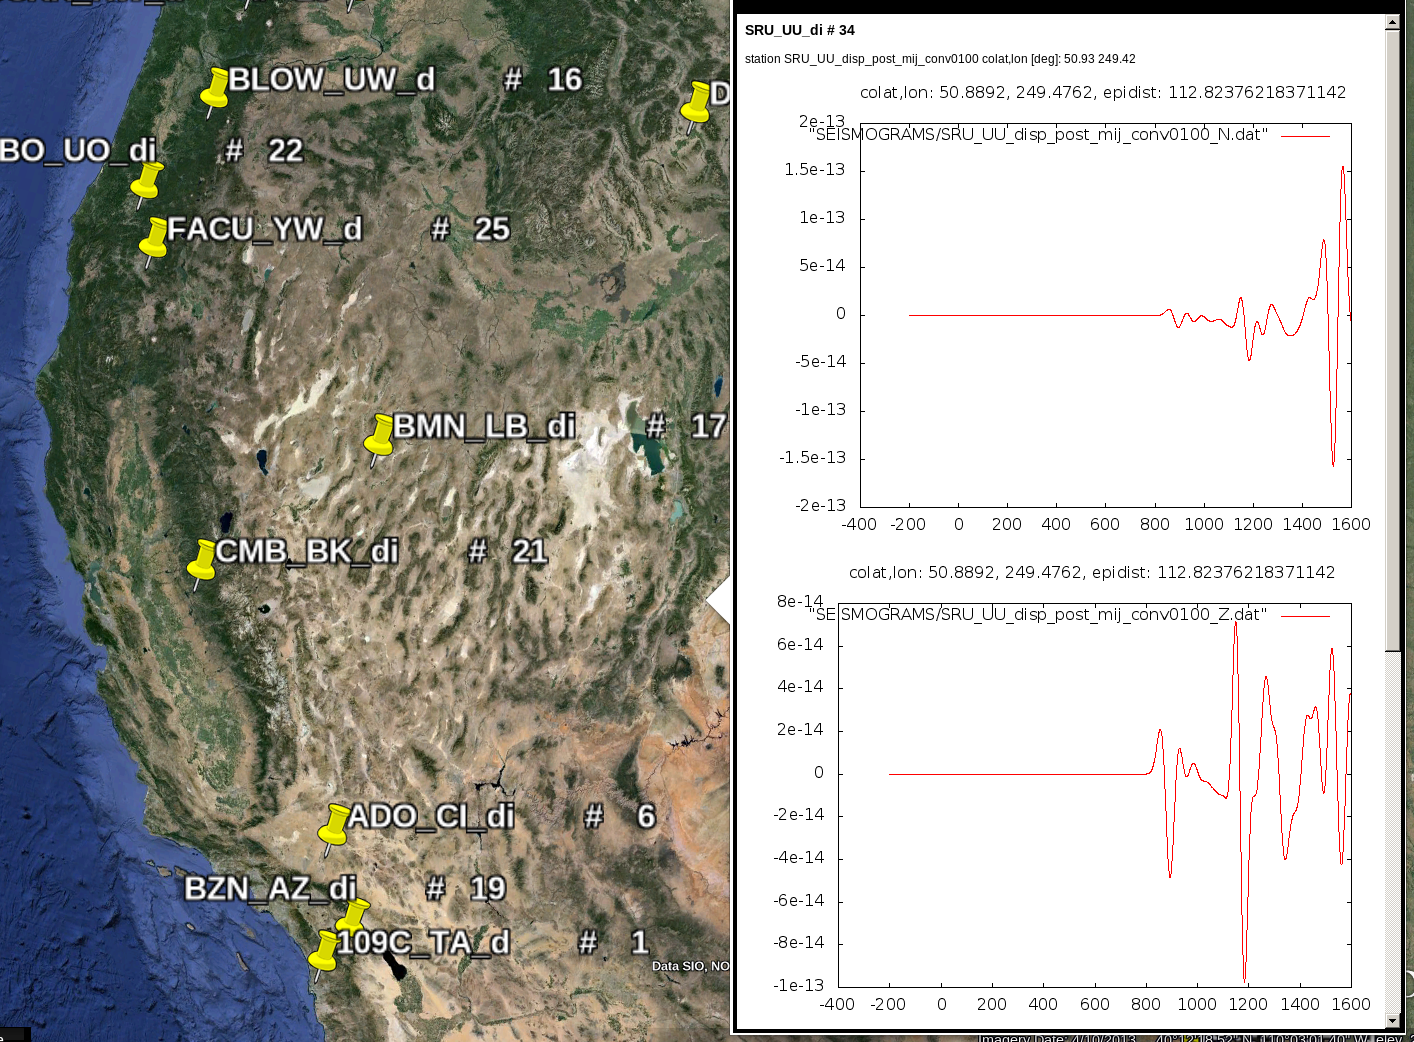 BLOW_UW_d # 16
D
BO_UO_di # 22
FACU_YW_d # 25
BMN_LB_di # 17
CMB_BK_di # 21
ADO_CI_di # 6
BZN_AZ_di # 19
109C_TA_d # 1
Data SIO, NO
SRU_UU_di # 34
station SRU_UU_disp_post_mij_conv0100 colat,lon [deg]: 50.93 249.42
colat,lon: 50.8892, 249.4762, epidist: 112.82376218371142
"SEISMOGRAMS/SRU_UU_disp_post_mij_conv0100_N.dat"
2e-13
1.5e-13
1e-13
5e-14
0
-5e-14
-1e-13
-1.5e-13
-2e-13
-400 -200 0 200 400 600 800 1000 1200 1400 1600
colat,lon: 50.8892, 249.4762, epidist: 112.82376218371142
"SEISMOGRAMS/SRU_UU_disp_post_mij_conv0100_Z.dat"
8e-14
6e-14
4e-14
2e-14
0
-2e-14
-4e-14
-6e-14
-8e-14
-1e-13
-400 -200 0 200 400 600 800 1000 1200 1400 1600
Imagery Date: 4/10/2013 40°12'18.52" N 110°03'01.40" W elev